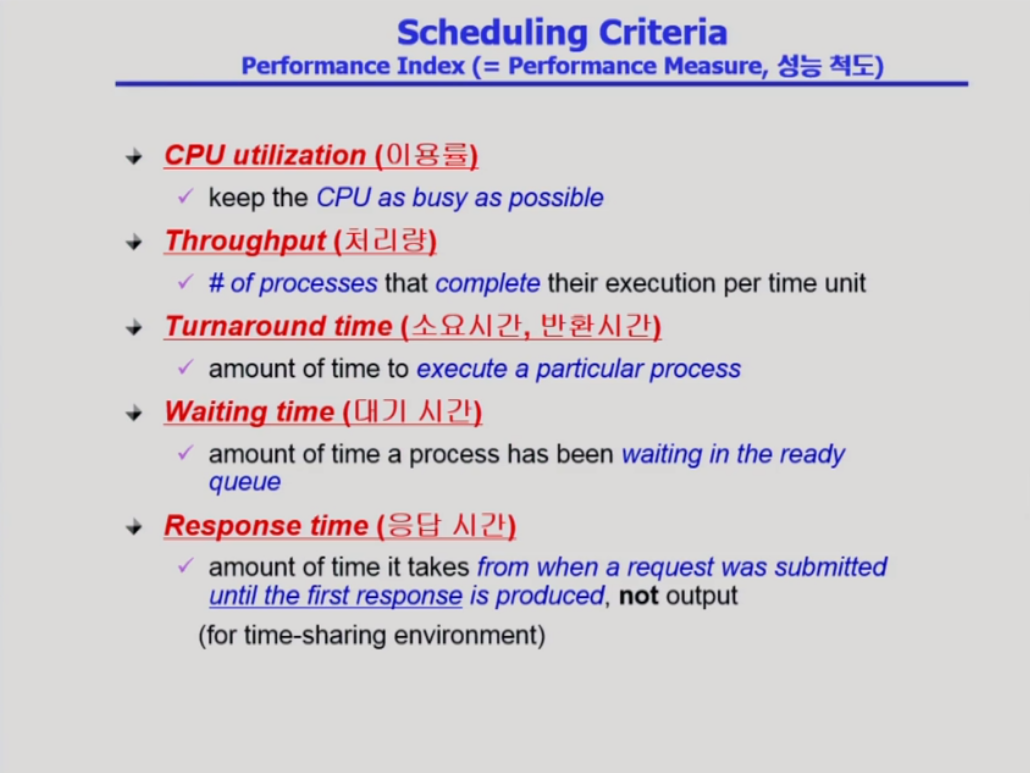 Scheduling Criteria
Performance Index (= Performance Measure, 성능 척도)
CPU utilization (이용률)
keep the CPU as busy as possible
Throughput (처리량)
# of processes that complete their execution per time unit
Turnaround time (소요시간, 반환시간)
amount of time to execute a particular process
Waiting time (대기 시간)
amount of time a process has been waiting in the ready
queue
Response time (응답 시간)
amount of time it takes from when a request was submitted
until the first response is produced, not output
(for time-sharing environment)